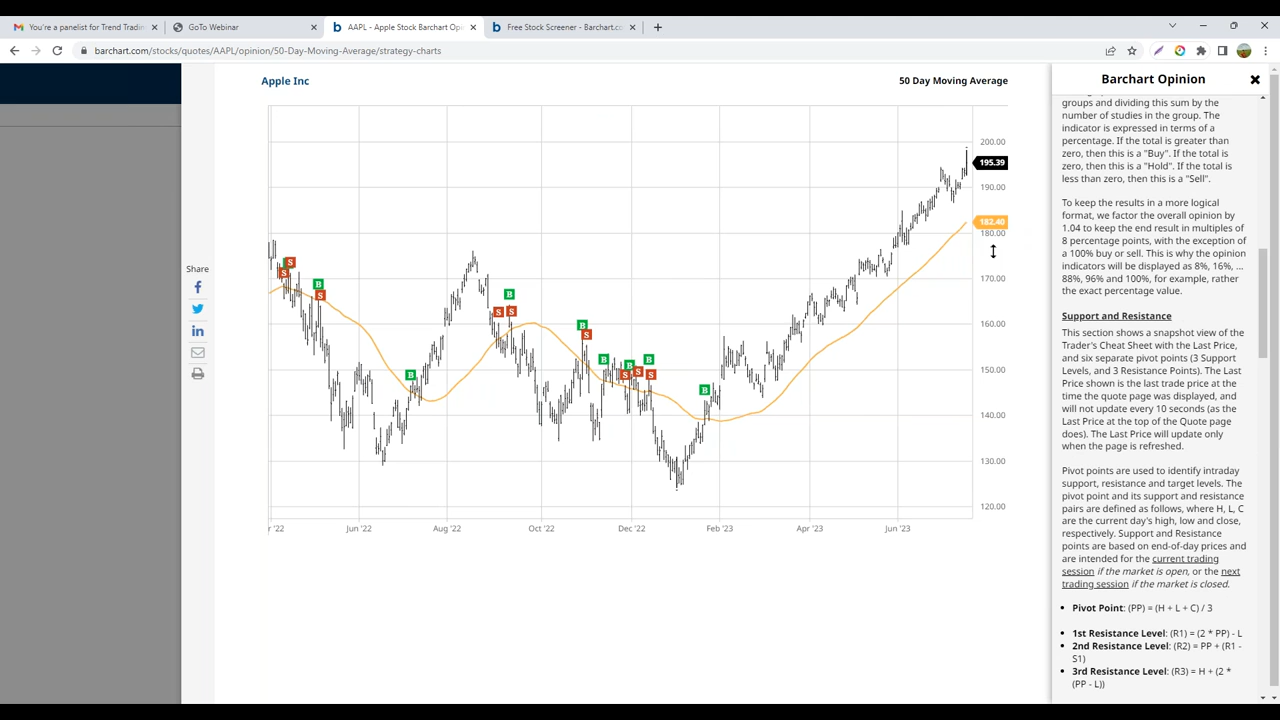 You're a panelist for Trend Tradin
GoTo Webinar
AAPL - Apple Stock Barchart Op
Free Stock Screener - Barchart.co
barchart.com/stocks/quotes/AAPL/opinion/50-Day-Moving-Average/strategy-charts
Apple Inc
50 Day Moving Average
Share
200.00
195.39
190.00
182.40
180.00
170.00
160.00
150.00
140.00
130.00
120.00
B
S
S
B
S
B
S
B
S
B
S
B
B
S
S
B
S
B
r '22
Jun '22
Aug '22
Oct '22
Dec '22
Feb '23
Apr '23
Jun '23
Barchart Opinion
groups and dividing this sum by the
number of studies in the group. The
indicator is expressed in terms of a
percentage. If the total is greater than
zero, then this is a "Buy". If the total is
zero, then this is a "Hold". If the total is
less than zero, then this is a "Sell".
To keep the results in a more logical
format, we factor the overall opinion by
1.04 to keep the end result in multiples of
8 percentage points, with the exception of
a 100% buy or sell. This is why the opinion
indicators will be displayed as 8%, 16%, ...
88%, 96% and 100%, for example, rather
the exact percentage value.
Support and Resistance
This section shows a snapshot view of the
Trader's Cheat Sheet with the Last Price,
and six separate pivot points (3 Support
Levels, and 3 Resistance Points). The Last
Price shown is the last trade price at the
time the quote page was displayed, and
will not update every 10 seconds (as the
Last Price at the top of the Quote page
does). The Last Price will update only
when the page is refreshed.
Pivot points are used to identify intraday
support, resistance and target levels. The
pivot point and its support and resistance
pairs are defined as follows, where H, L, C
are the current day's high, low and close,
respectively. Support and Resistance
points are based on end-of-day prices and
are intended for the current trading
session if the market is open, or the next
trading session if the market is closed.
• Pivot Point: (PP) = (H + L + C) / 3
• 1st Resistance Level: (R1) = (2 * PP) - L
• 2nd Resistance Level: (R2) = PP + (R1 -
S1)
• 3rd Resistance Level: (R3) = H + (2 *
(PP - L))